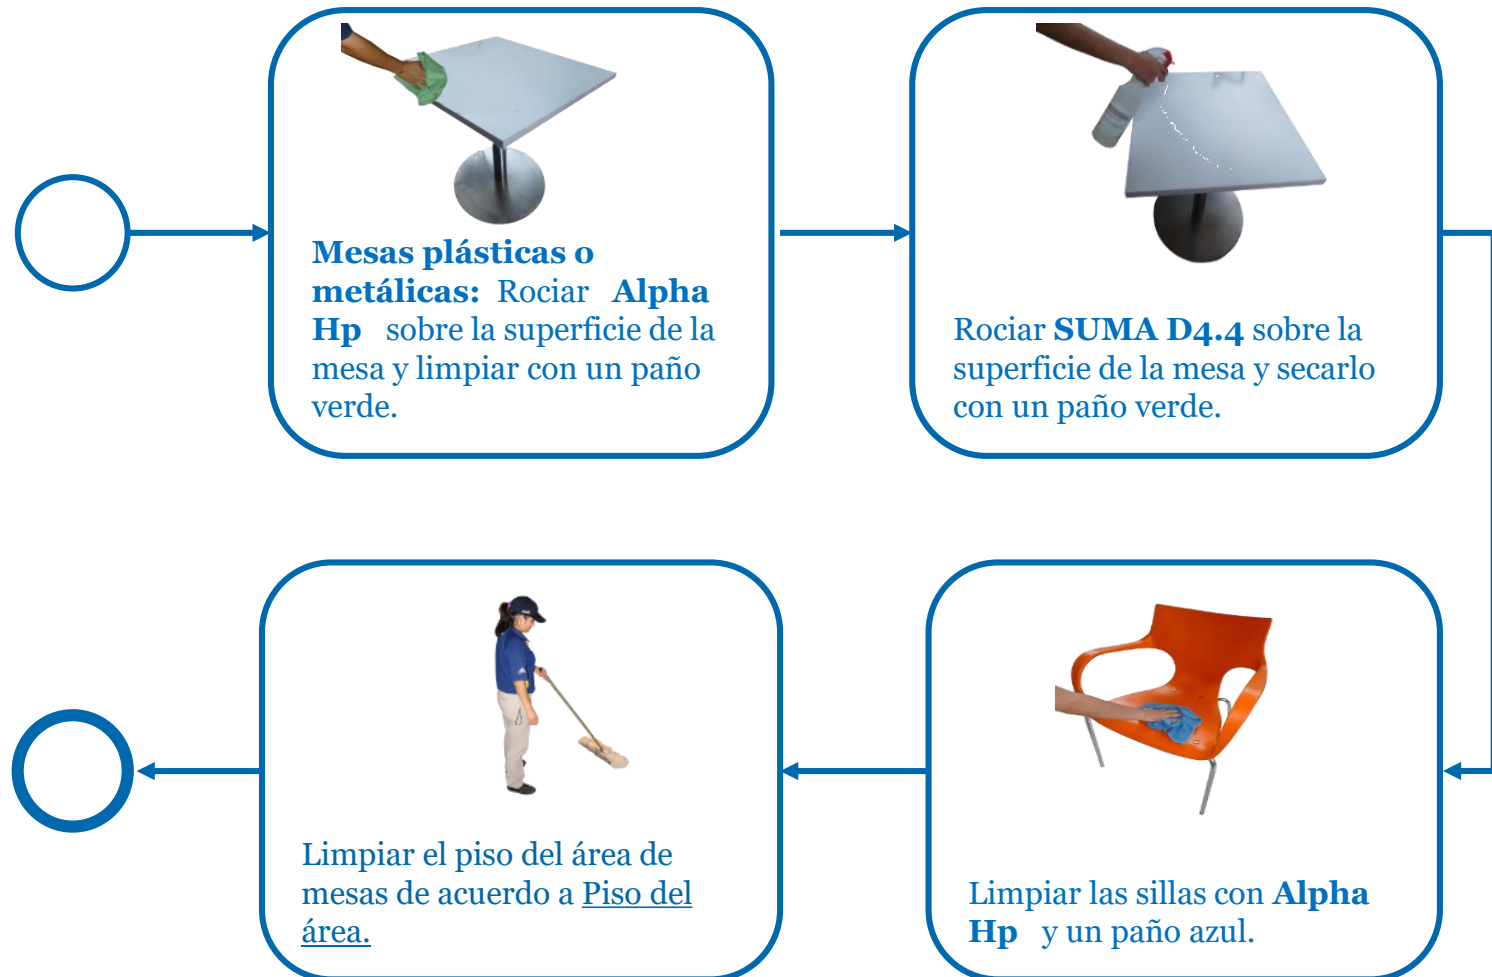 Mesas plásticas o
metálicas: Rociar Alpha
Hp sobre la superficie de la
mesa y limpiar con un paño
verde.
Rociar SUMA D4.4 sobre la
superficie de la mesa y secarlo
con un paño verde.
Limpiar las sillas con Alpha
Hp y un paño azul.
Limpiar el piso del área de
mesas de acuerdo a Piso del
área.